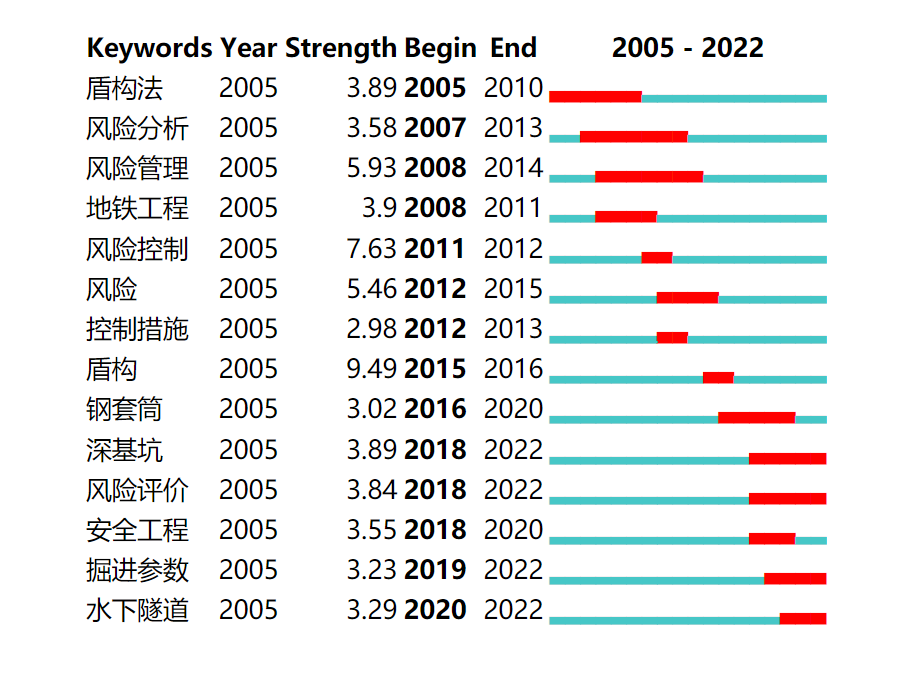 Keywords Year Strength Begin End 2005 - 2022
盾构法 2005 3.89 2005 2010
风险分析 2005 3.58 2007 2013
风险管理 2005 5.93 2008 2014
地铁工程 2005 3.9 2008 2011
风险控制 2005 7.63 2011 2012
风险 2005 5.46 2012 2015
控制措施 2005 2.98 2012 2013
盾构 2005 9.49 2015 2016
钢套筒 2005 3.02 2016 2020
深基坑 2005 3.89 2018 2022
风险评价 2005 3.84 2018 2022
安全工程 2005 3.55 2018 2020
掘进参数 2005 3.23 2019 2022
水下隧道 2005 3.29 2020 2022